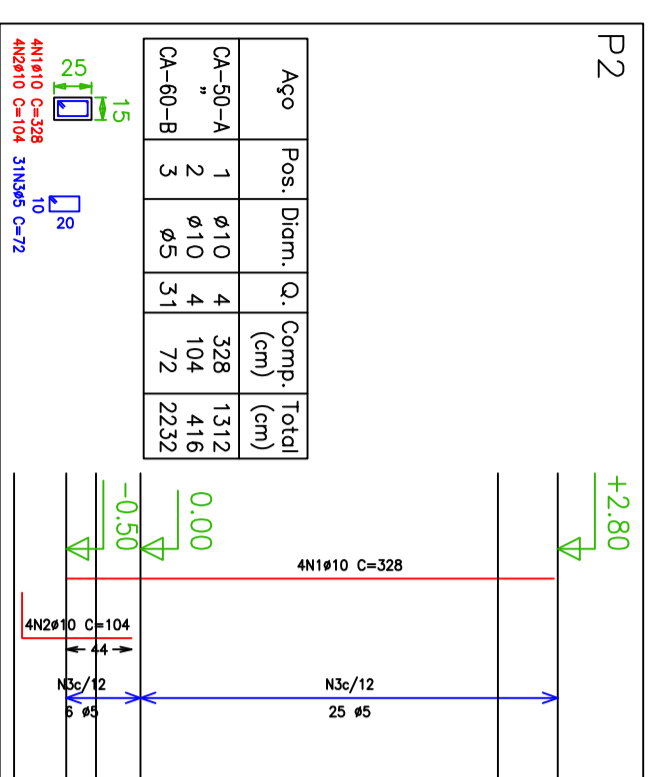 P2
Aço Pos. Diam. Q. Comp. (cm) Total (cm)
CA-50-A 1 ø10 4 328 1312
" 2 ø10 4 104 416
CA-60-B 3 ø5 31 72 2232
25
15
4N1ø10 C=328
4N2ø10 C=104
10
20
31N3ø5 C=72
+2.80
0.00
-0.50
4N1ø10 C=328
4N2ø10 C=104
44
N3c/12
6 ø5
N3c/12
25 ø5